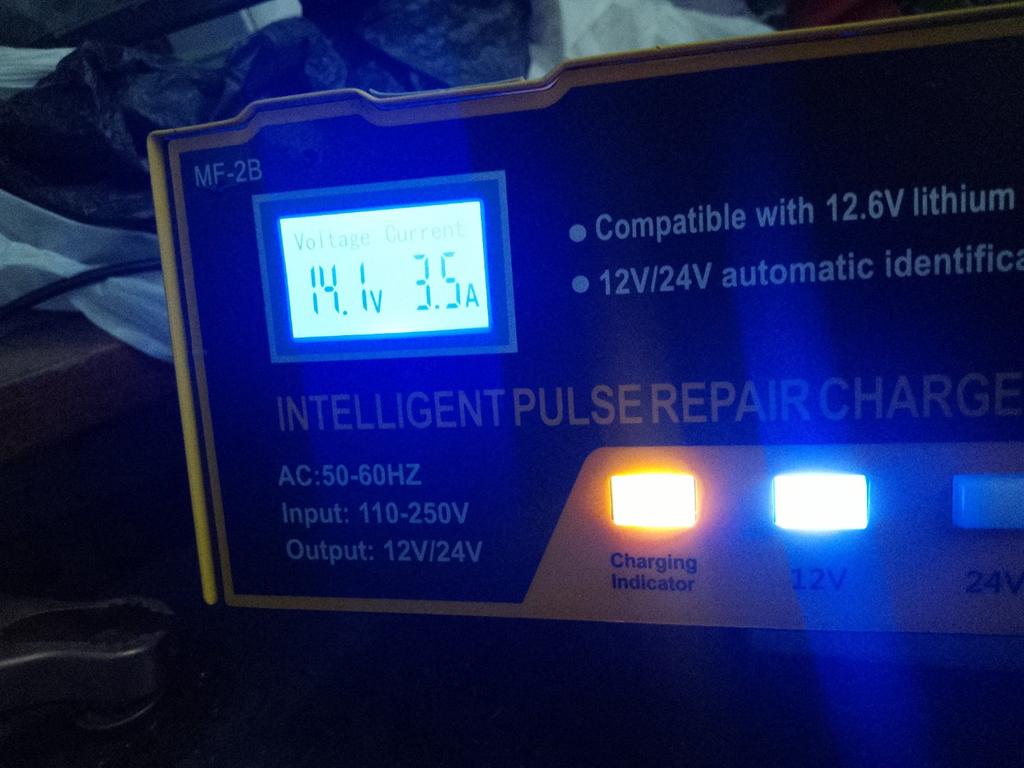 MF-2B
Voltage Current
14.1V 3.5A
• Compatible with 12.6V lithium
• 12V/24V automatic identifica
INTELLIGENT PULSE REPAIR CHARGE
AC:50-60HZ
Input: 110-250V
Output: 12V/24V
Charging
Indicator
12V
24V